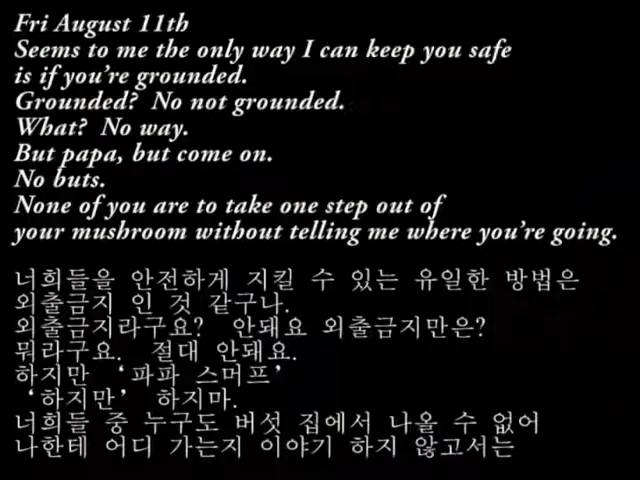 Fri August 11th
Seems to me the only way I can keep you safe
is if you're grounded.
Grounded?  No not grounded.
What?  No way.
But papa, but come on.
No buts.
None of you are to take one step out of
your mushroom without telling me where you're going.
너희들을 안전하게 지킬 수 있는 유일한 방법은
외출금지 인 것 같구나.
외출금지라구요?  안돼요 외출금지만은?
뭐라구요.  절대 안돼요.
하지만 ‘파파 스머프’
‘하지만’ 하지마.
너희들 중 누구도 버섯 집에서 나올 수 없어
나한테 어디 가는지 이야기 하지 않고서는